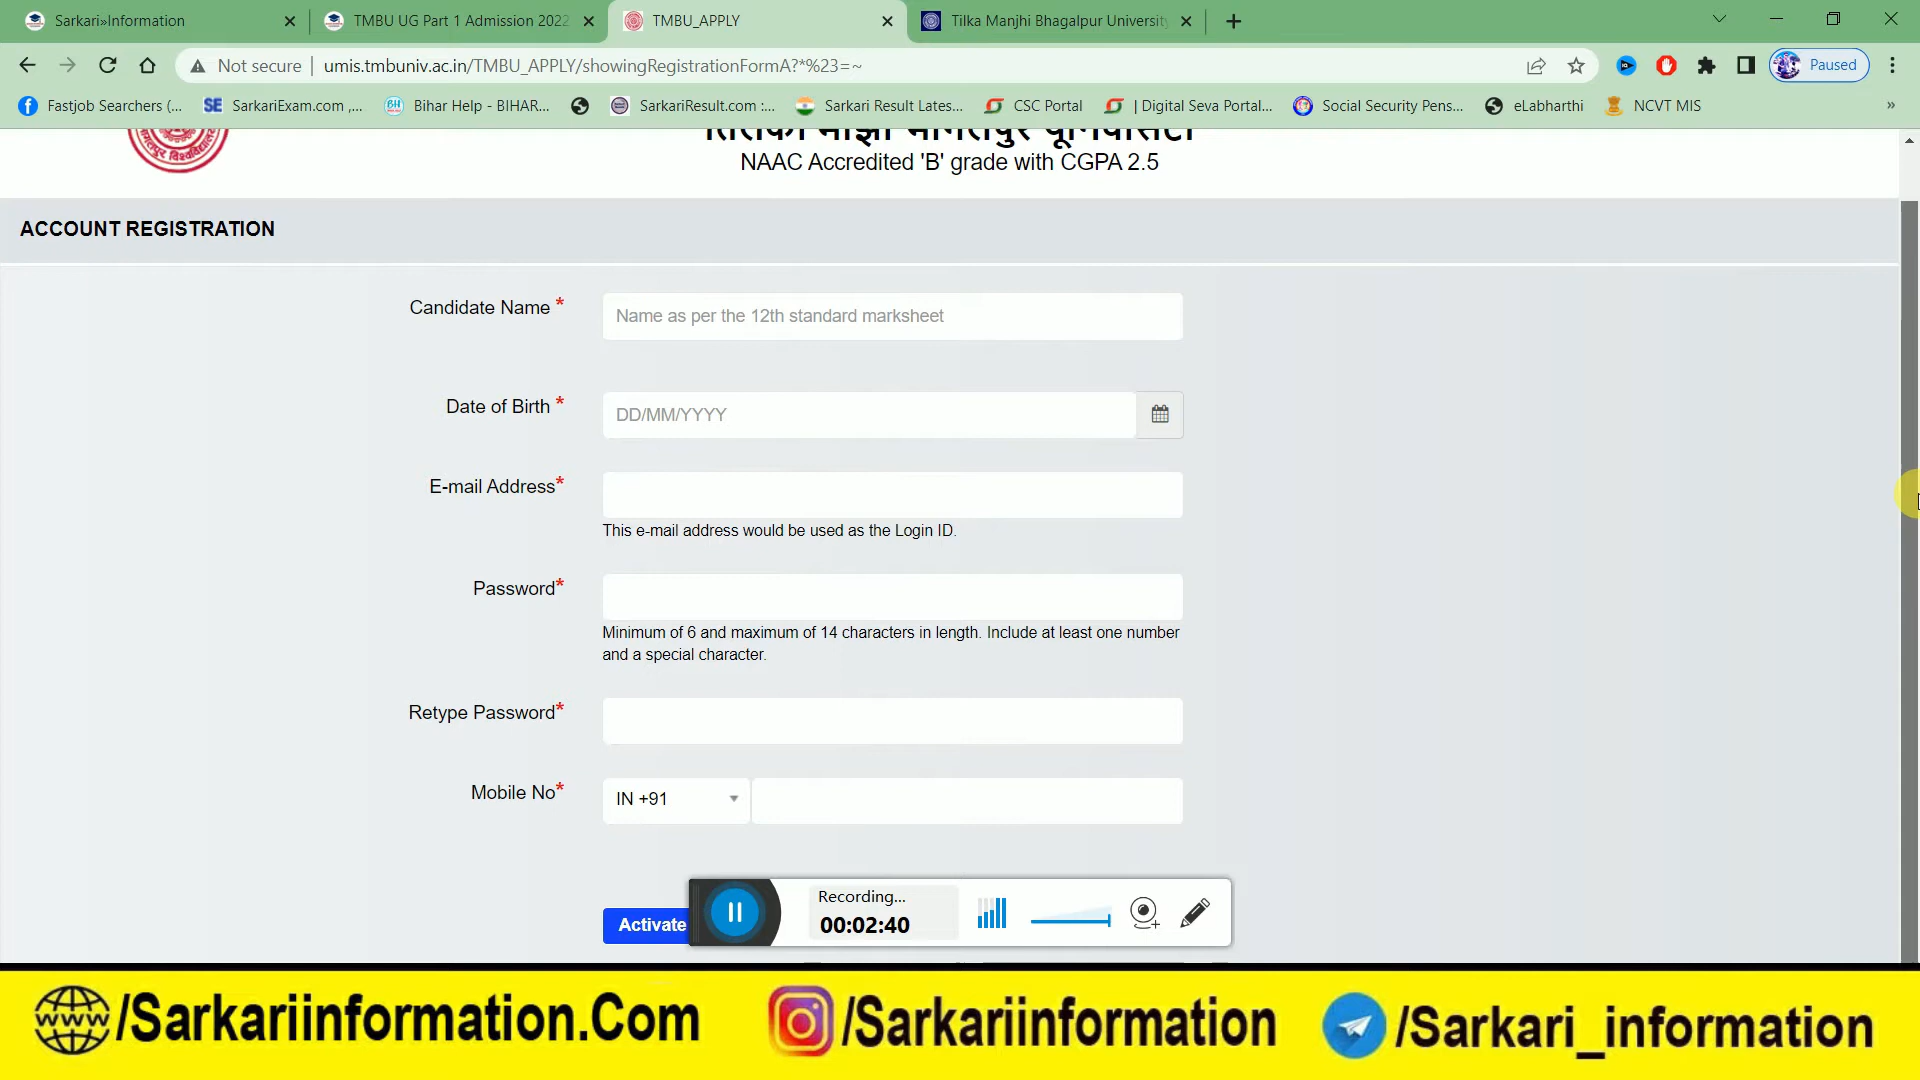 Sarkari»Information
TMBU UG Part 1 Admission 2022
TMBU_APPLY
Tilka Manjhi Bhagalpur University
Not secure
umis.tmbuniv.ac.in/TMBU_APPLY/showingRegistrationFormA?*%23=~
Paused
Fastjob Searchers (...
SE SarkariExam.com ,...
BH Bihar Help - BIHAR...
SarkariResult.com :...
Sarkari Result Lates...
CSC Portal
| Digital Seva Portal...
Social Security Pens...
eLabharthi
NCVT MIS
»
तिलका माँझी भागलपुर यूनिवर्सिटी
NAAC Accredited 'B' grade with CGPA 2.5
ACCOUNT REGISTRATION
Candidate Name *
Name as per the 12th standard marksheet
Date of Birth *
DD/MM/YYYY
E-mail Address*
This e-mail address would be used as the Login ID.
Password*
Minimum of 6 and maximum of 14 characters in length. Include at least one number
and a special character.
Retype Password*
Mobile No*
IN +91
Activate
Recording...
00:02:40
www /Sarkariinformation.Com
/Sarkariinformation
/Sarkari_information